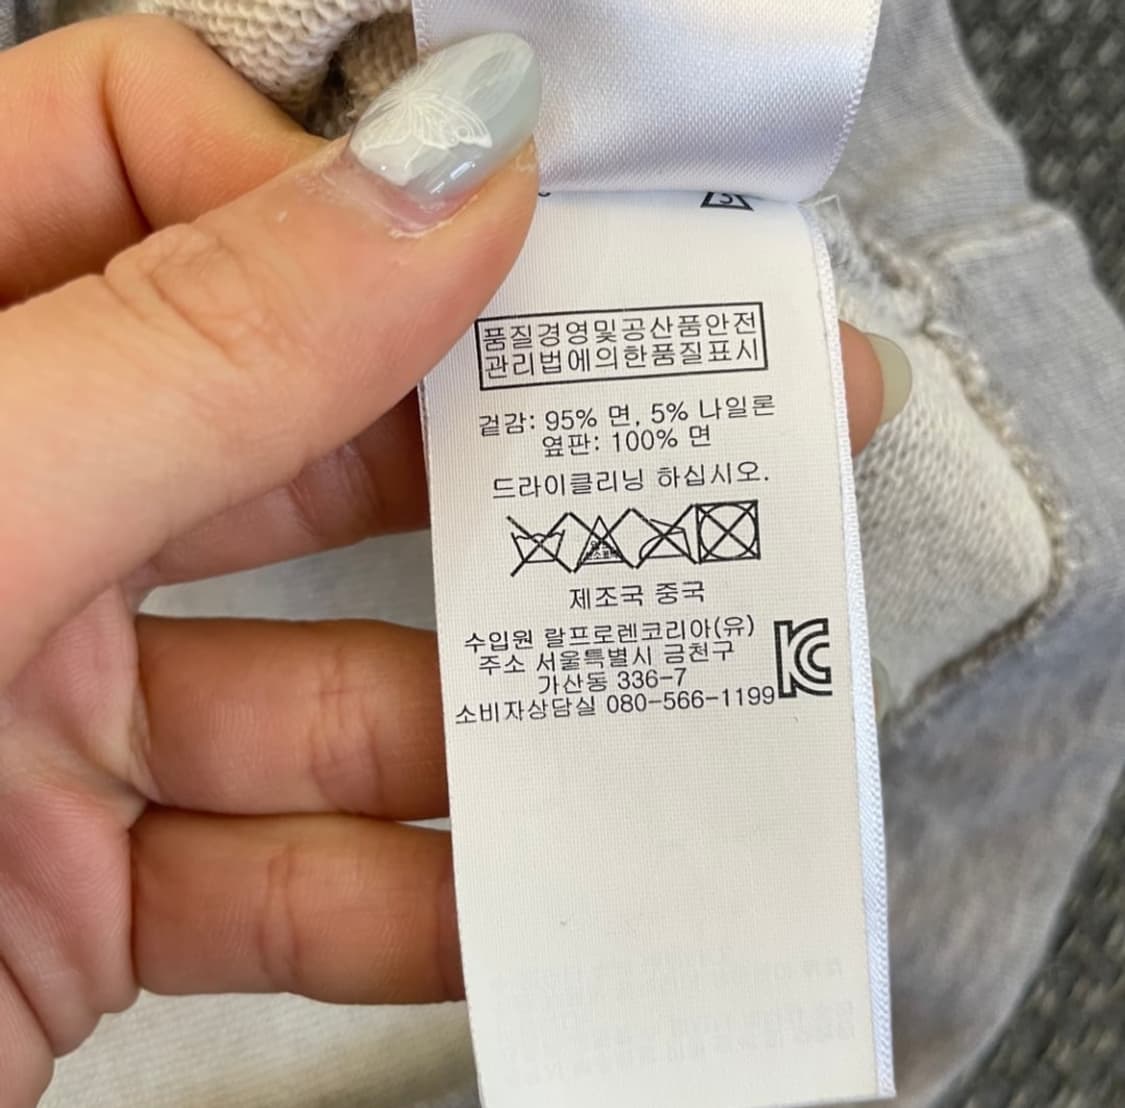 품질경영및공산품안전
관리법에의한품질표시
겉감: 95% 면, 5% 나일론
옆판: 100% 면
드라이클리닝 하십시오.
제조국 중국
수입원 랄프로렌코리아(유)
주소 서울특별시 금천구
가산동 336-7
소비자상담실 080-566-1199